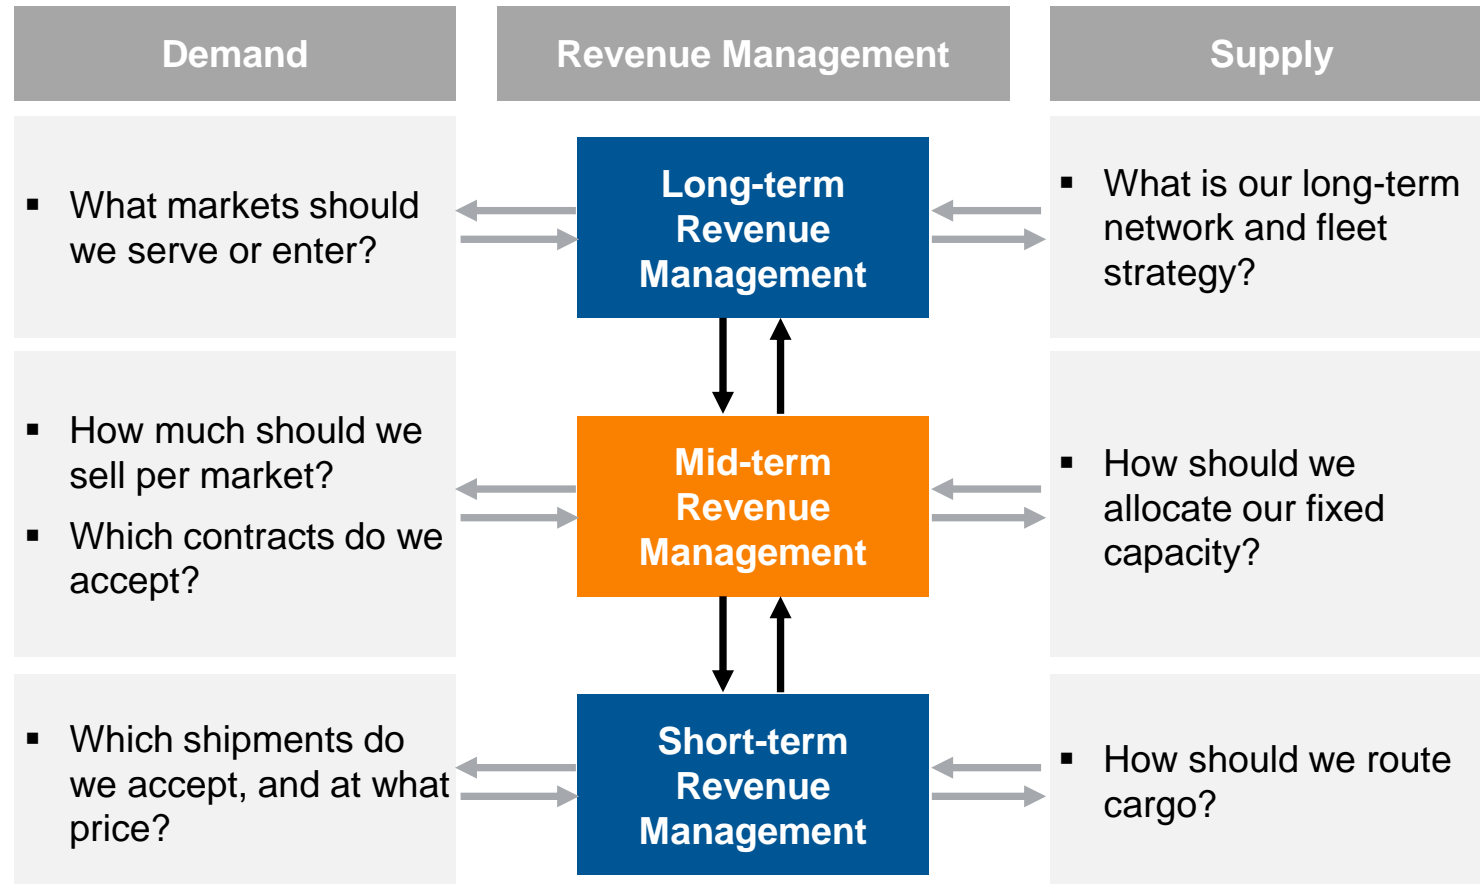 Demand
Revenue Management
Supply
▪ What markets should
we serve or enter?
Long-term
Revenue
Management
▪ What is our long-term
network and fleet
strategy?
▪ How much should we
sell per market?
▪ Which contracts do we
accept?
Mid-term
Revenue
Management
▪ How should we
allocate our fixed
capacity?
▪ Which shipments do
we accept, and at what
price?
Short-term
Revenue
Management
▪ How should we route
cargo?